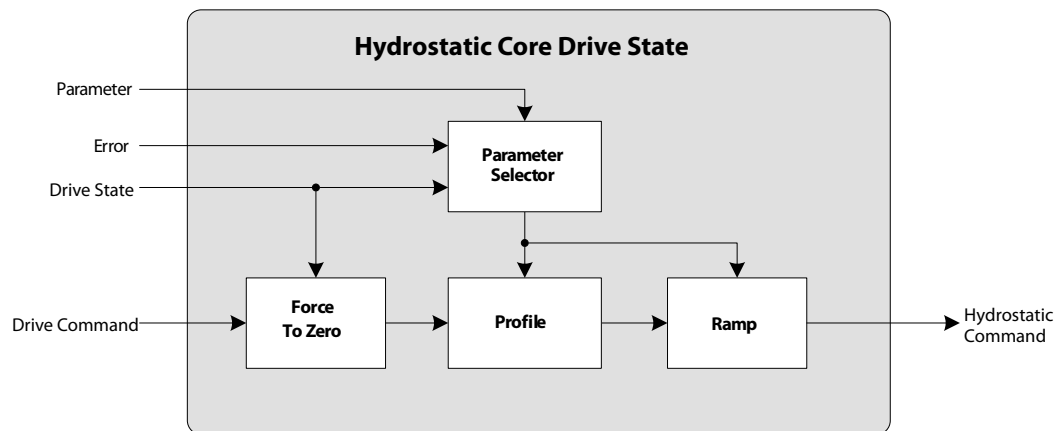 Hydrostatic Core Drive State
Parameter
Error
Drive State
Parameter
Selector
Drive Command
Force
To Zero
Profile
Ramp
Hydrostatic
Command